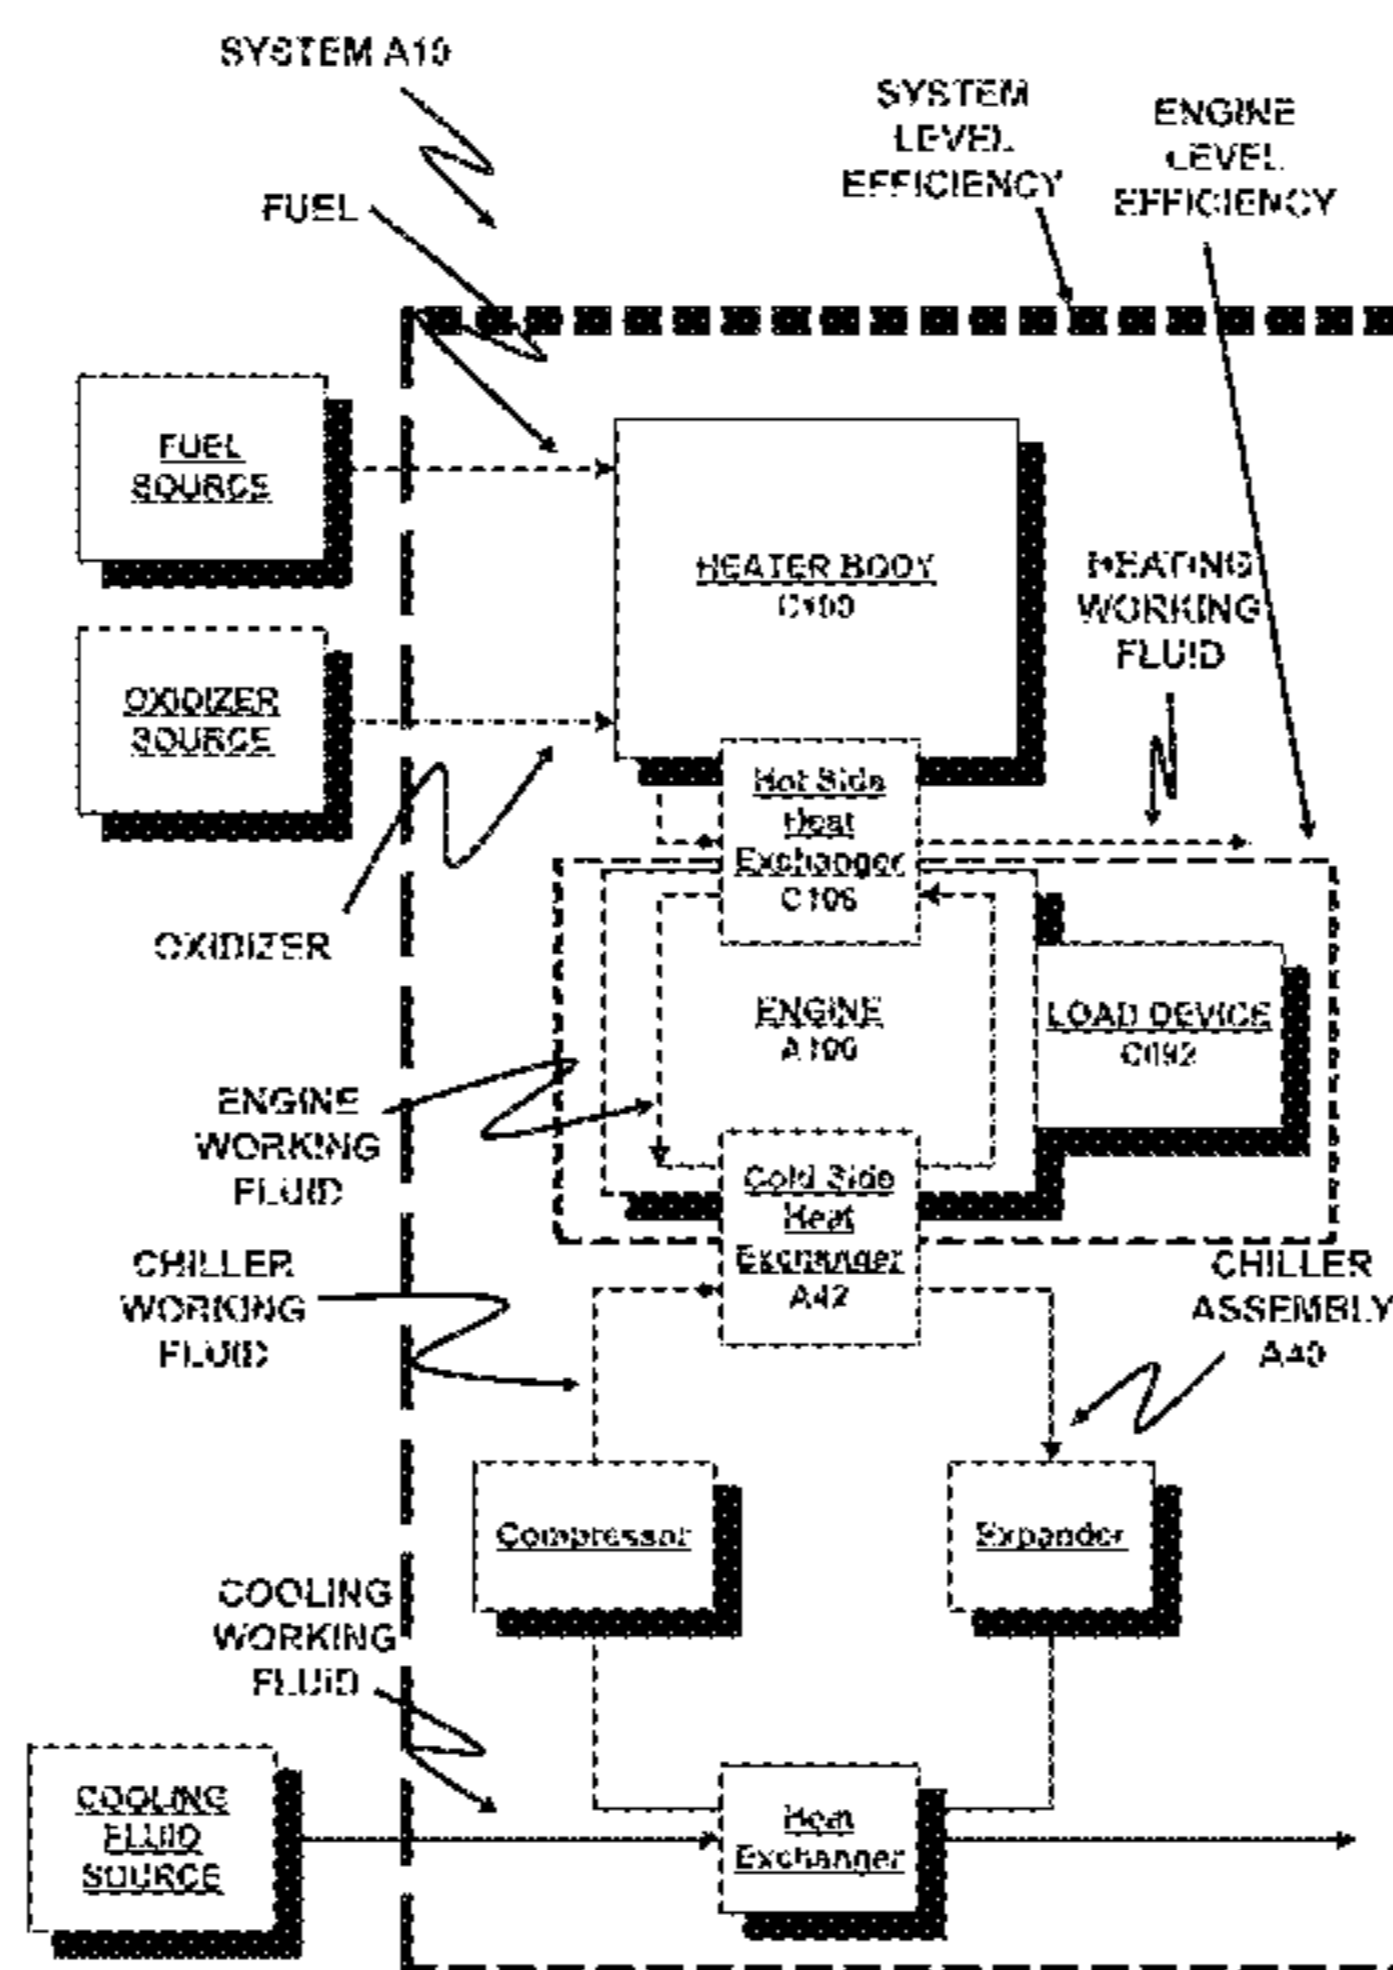 SYSTEM A10
SYSTEM
LEVEL
EFFICIENCY
ENGINE
LEVEL
EFFICIENCY
FUEL
FUEL
SOURCE
HEATER BODY
C100
HEATING
WORKING
FLUID
OXIDIZER
SOURCE
Hot Side
Heat
Exchanger
C106
OXIDIZER
ENGINE
A100
LOAD DEVICE
C092
ENGINE
WORKING
FLUID
Cold Side
Heat
Exchanger
A42
CHILLER
WORKING
FLUID
CHILLER
ASSEMBLY
A40
Compressor
Expander
COOLING
WORKING
FLUID
COOLING
FLUID
SOURCE
Heat
Exchanger